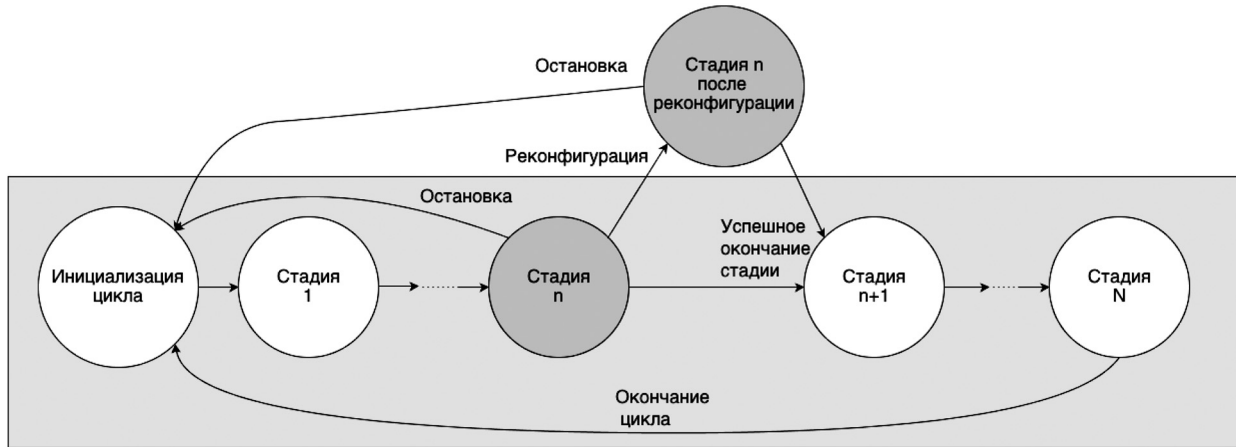 Остановка
Стадия n
после
реконфигурации
Реконфигурация
Остановка
Успешное
окончание
стадии
Инициализация
цикла
Стадия
1
Стадия
n
Стадия
n+1
Стадия
N
Окончание
цикла